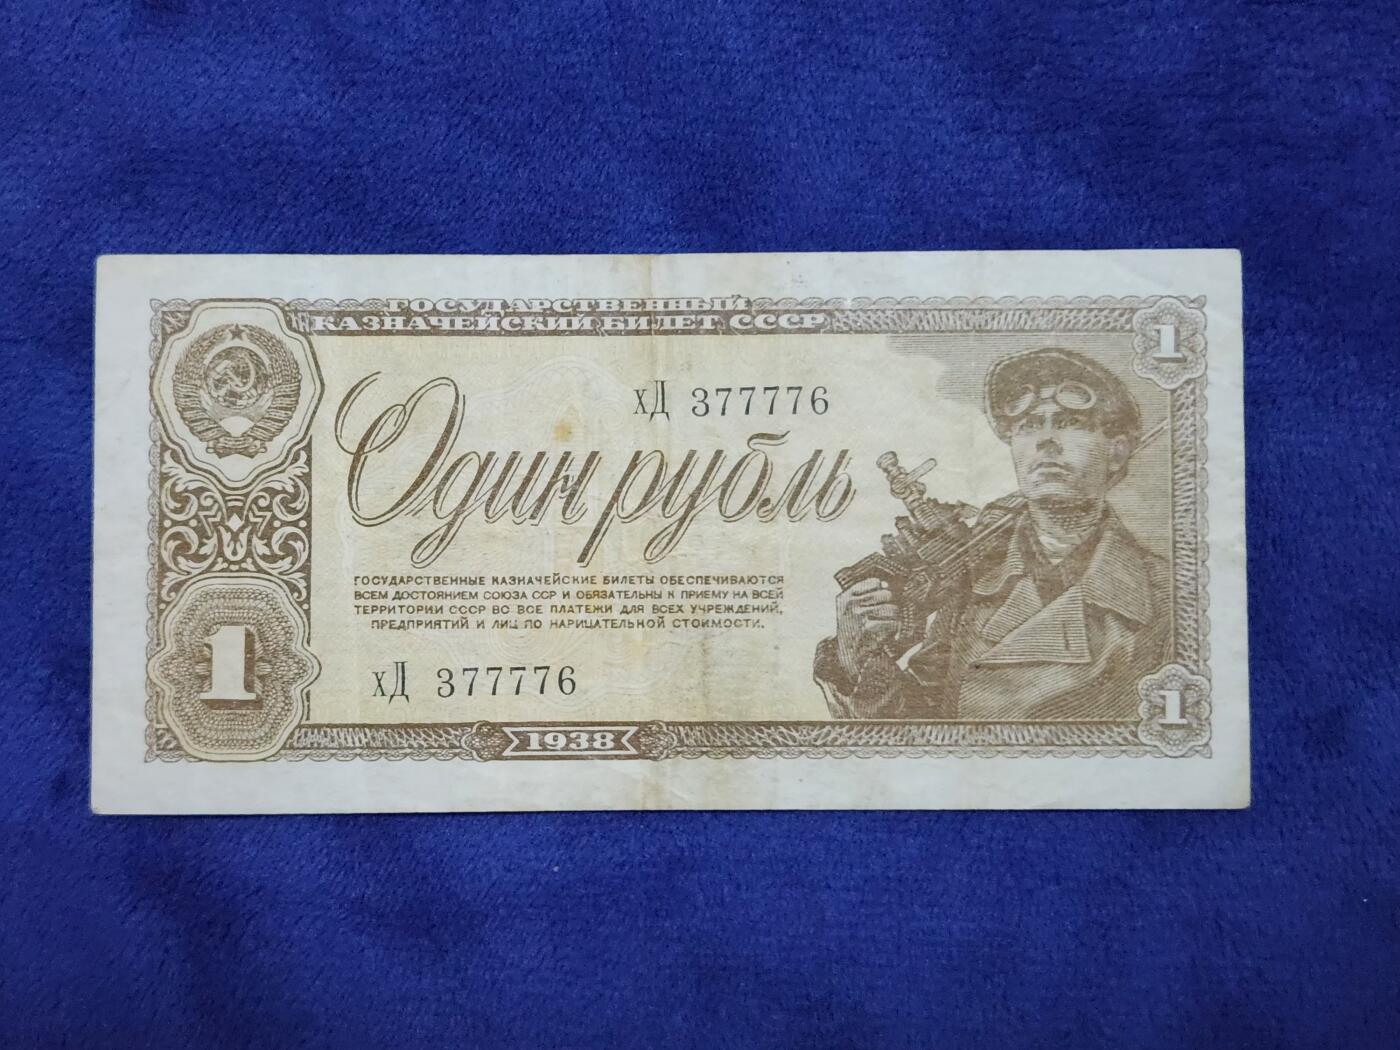 ГОСУДАРСТВЕННЫЙ
КАЗНАЧЕЙСКИЙ БИЛЕТ СССР
1
хД 377776
Один рубль
ГОСУДАРСТВЕННЫЕ КАЗНАЧЕЙСКИЕ БИЛЕТЫ ОБЕСПЕЧИВАЮТСЯ
ВСЕМ ДОСТОЯНИЕМ СОЮЗА ССР И ОБЯЗАТЕЛЬНЫ К ПРИЕМУ НА ВСЕЙ
ТЕРРИТОРИИ СССР ВО ВСЕ ПЛАТЕЖИ ДЛЯ ВСЕХ УЧРЕЖДЕНИЙ,
ПРЕДПРИЯТИЙ И ЛИЦ ПО НАРИЦАТЕЛЬНОЙ СТОИМОСТИ.
1
хД 377776
1
1938